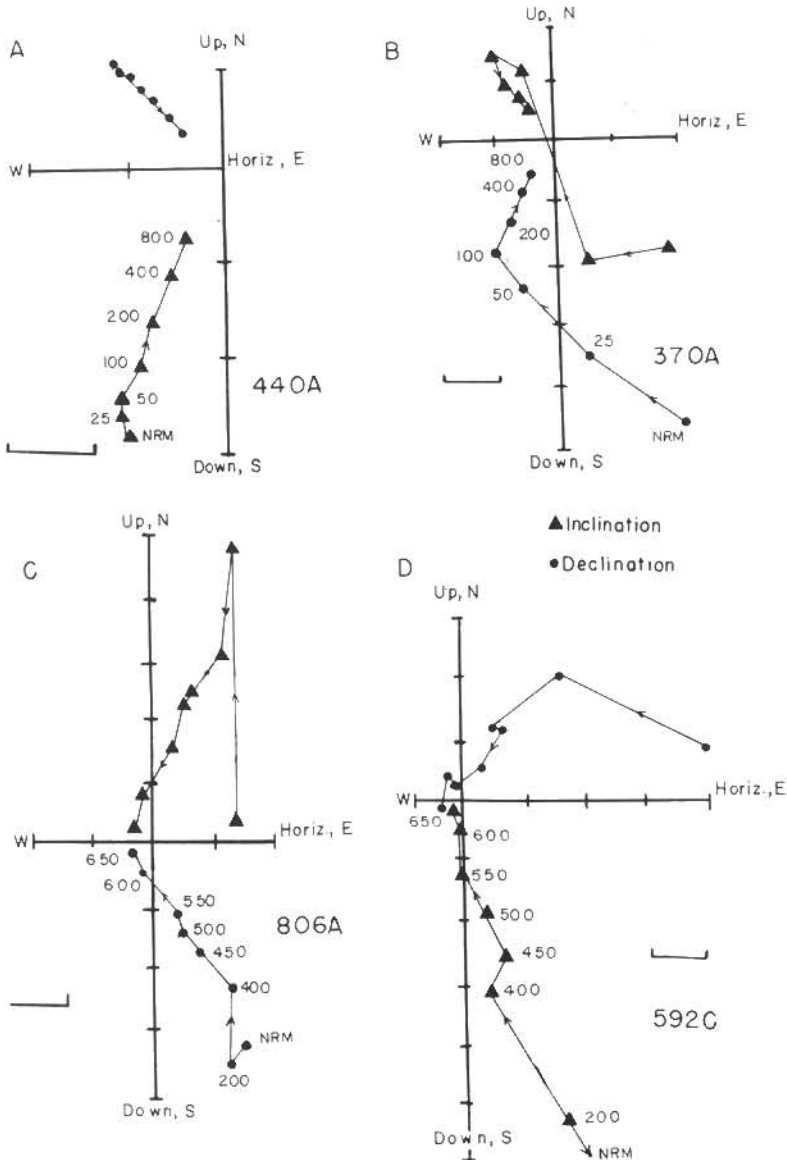 A
Up, N
W
Horiz., E
800
400
200
100
50
25
NRM
440A
Down, S
B
Up, N
W
Horiz., E
800
400
200
100
50
25
370A
NRM
Down, S
▲ Inclination
● Declination
C
Up, N
W
Horiz., E
650
600
550
500
450
400
NRM
200
806A
Down, S
D
Up, N
W
Horiz., E
650
600
550
500
450
400
592C
200
Down, S
NRM